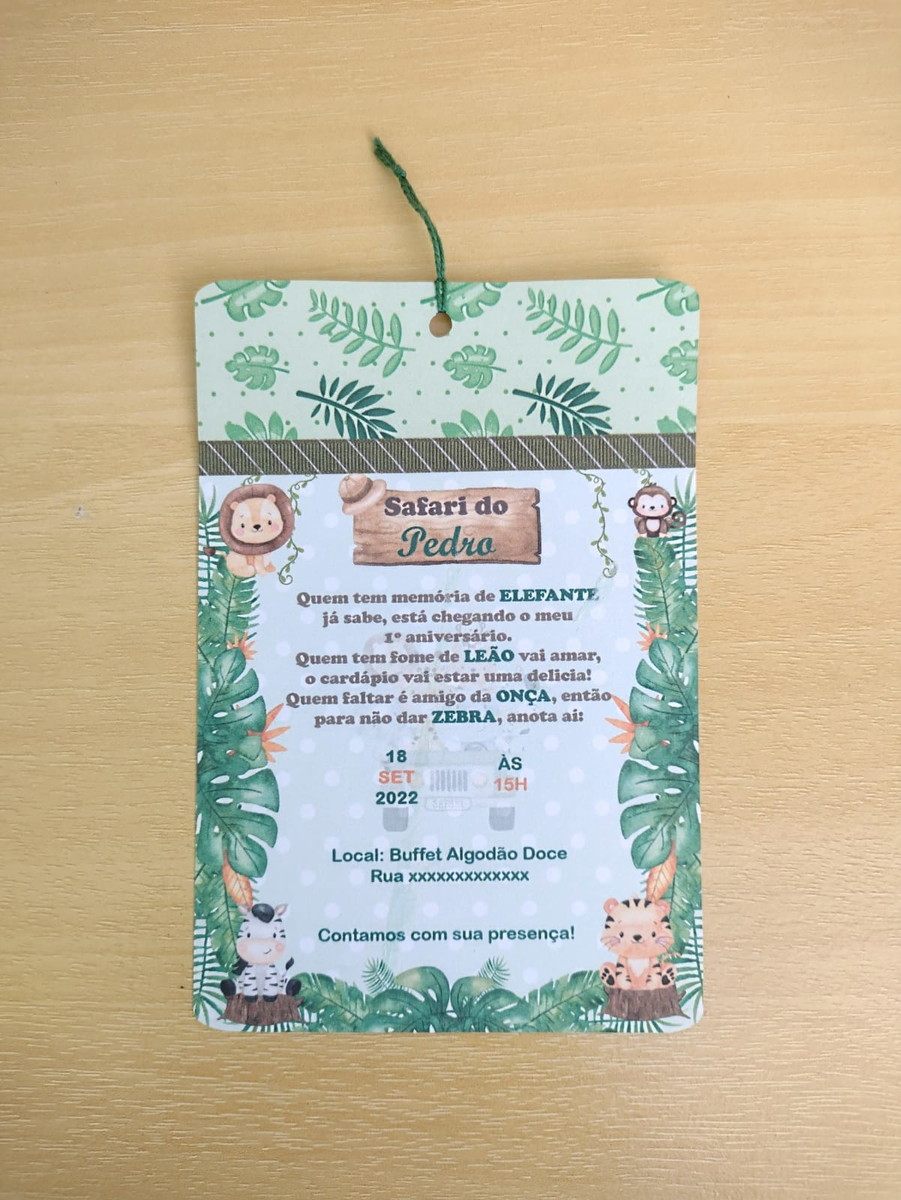 Safari do
Pedro
Quem tem memória de ELEFANTE
já sabe, está chegando o meu
1º aniversário.
Quem tem fome de LEÃO vai amar,
o cardápio vai estar uma delicia!
Quem faltar é amigo da ONÇA, então
para não dar ZEBRA, anota ai:
18
SET
2022
ÀS
15H
Local: Buffet Algodão Doce
Rua xxxxxxxxxxxxx
Contamos com sua presença!